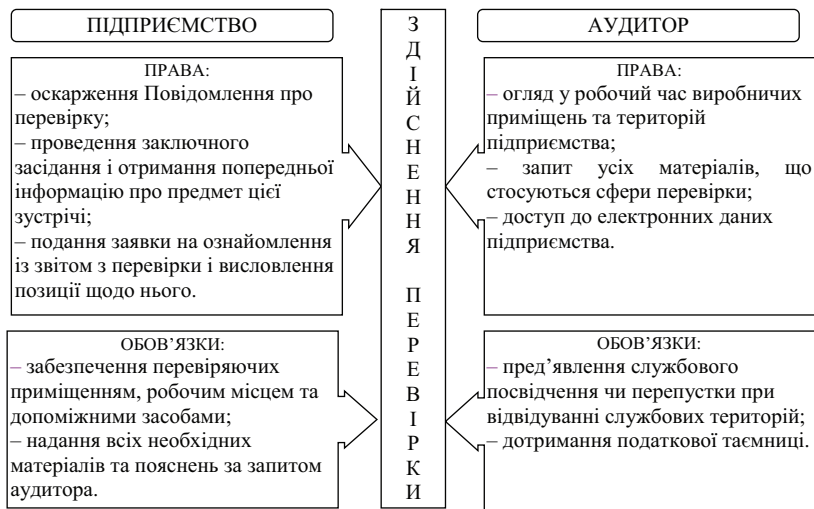 ПІДПРИЄМСТВО
ПРАВА:
– оскарження Повідомлення про
перевірку;
– проведення заключного
засідання і отримання попередньої
інформацію про предмет цієї
зустрічі;
– подання заявки на ознайомлення
із звітом з перевірки і висловлення
позиції щодо нього.
ОБОВ’ЯЗКИ:
– забезпечення перевіряючих
приміщенням, робочим місцем та
допоміжними засобами;
– надання всіх необхідних
матеріалів та пояснень за запитом
аудитора.
ЗДІЙСНЕННЯ ПЕРЕВІРКИ
АУДИТОР
ПРАВА:
– огляд у робочий час виробничих
приміщень та територій
підприємства;
– запит усіх матеріалів, що
стосуються сфери перевірки;
– доступ до електронних даних
підприємства.
ОБОВ’ЯЗКИ:
– пред’явлення службового
посвідчення чи перепустки при
відвідуванні службових територій;
– дотримання податкової таємниці.